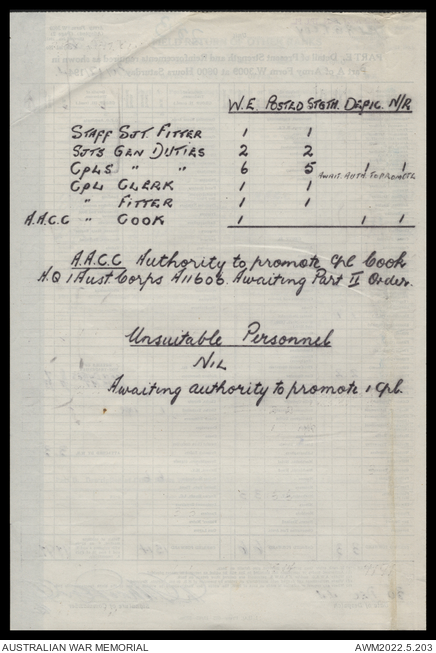 W.E. POSTED STGTH. DEFIC. N/R
STAFF SJT FITTER 1 1
SJTS GEN DUTIES 2 2
CPLS " " 6 5 1 1
AWAIT. AUTH. TO PROMOTE
CPL CLERK 1 1
" FITTER 1 1
A.A.C.C " COOK 1 1 1
A.A.C.C Authority to promote Cpl Cook
H.Q 1 Aust. Corps A11606. Awaiting Part II Order.
Unsuitable Personnel
NIL
Awaiting authority to promote 1 Cpl.
AUSTRALIAN WAR MEMORIAL
AWM2022.5.203